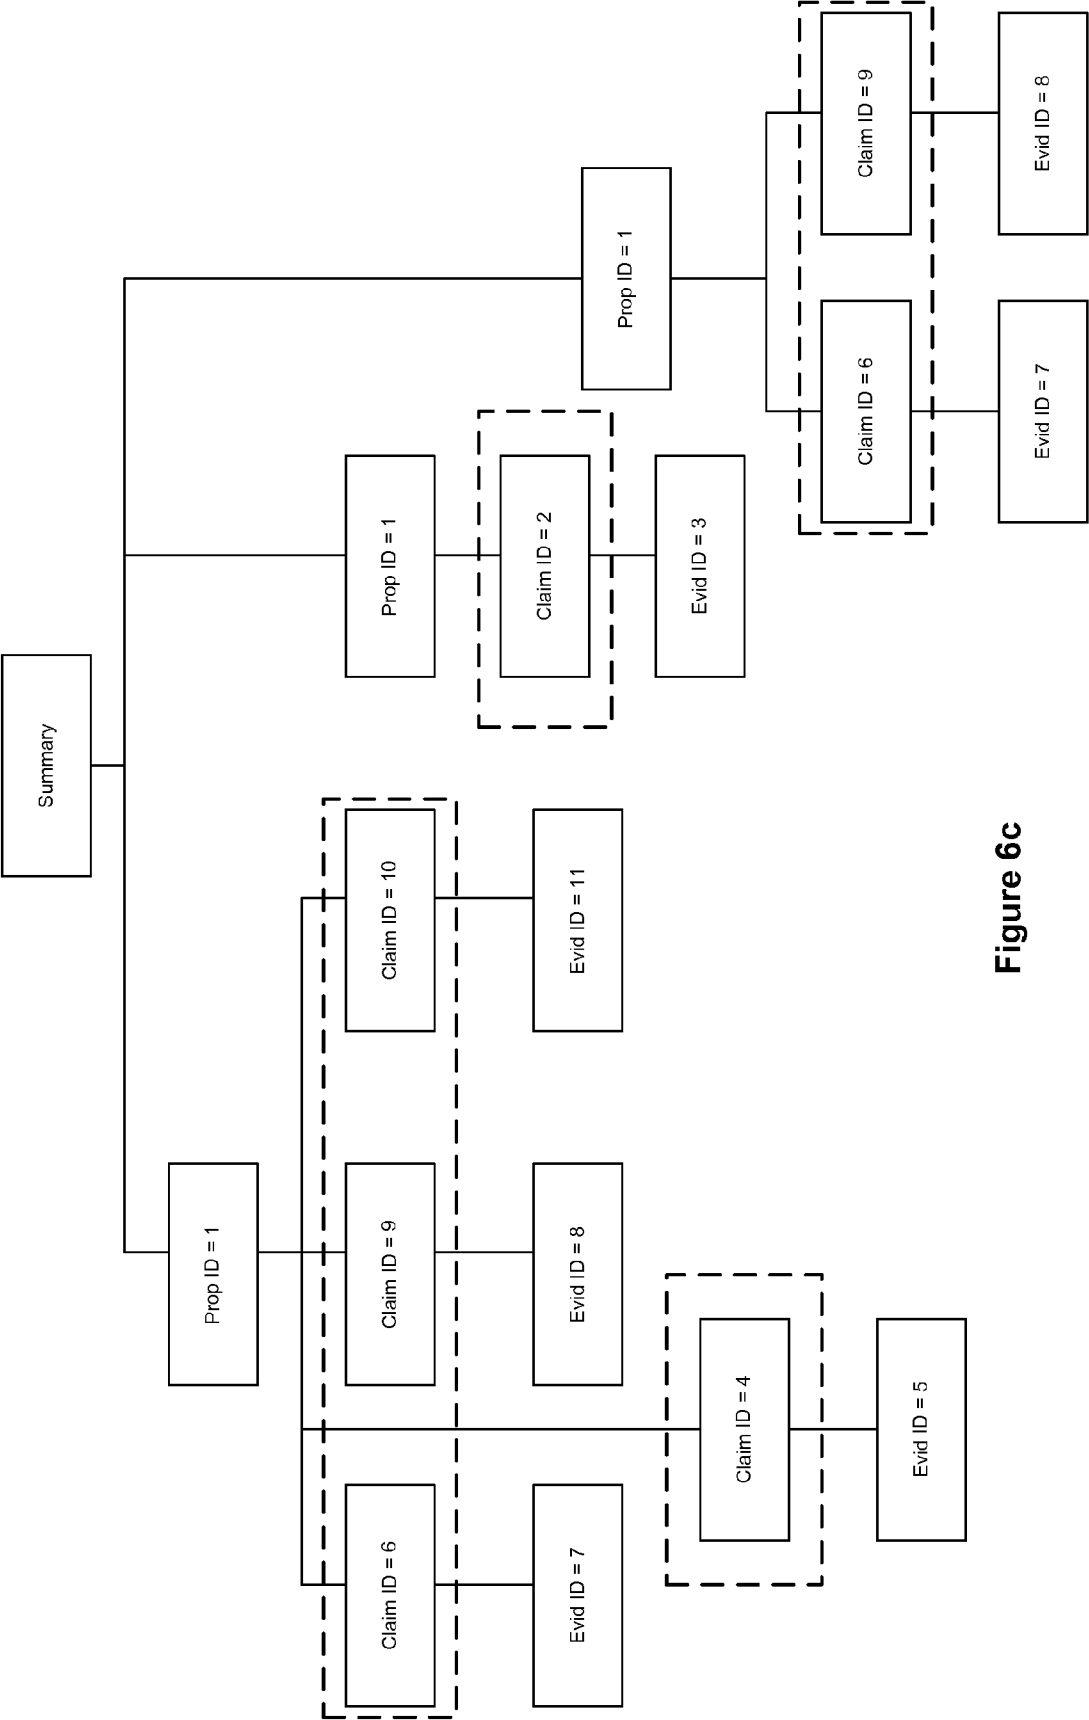 Summary
Prop ID = 1
Claim ID = 6
Claim ID = 9
Claim ID = 10
Evid ID = 7
Evid ID = 8
Evid ID = 11
Claim ID = 4
Evid ID = 5
Prop ID = 1
Claim ID = 2
Evid ID = 3
Prop ID = 1
Claim ID = 6
Claim ID = 9
Evid ID = 7
Evid ID = 8
Figure 6c